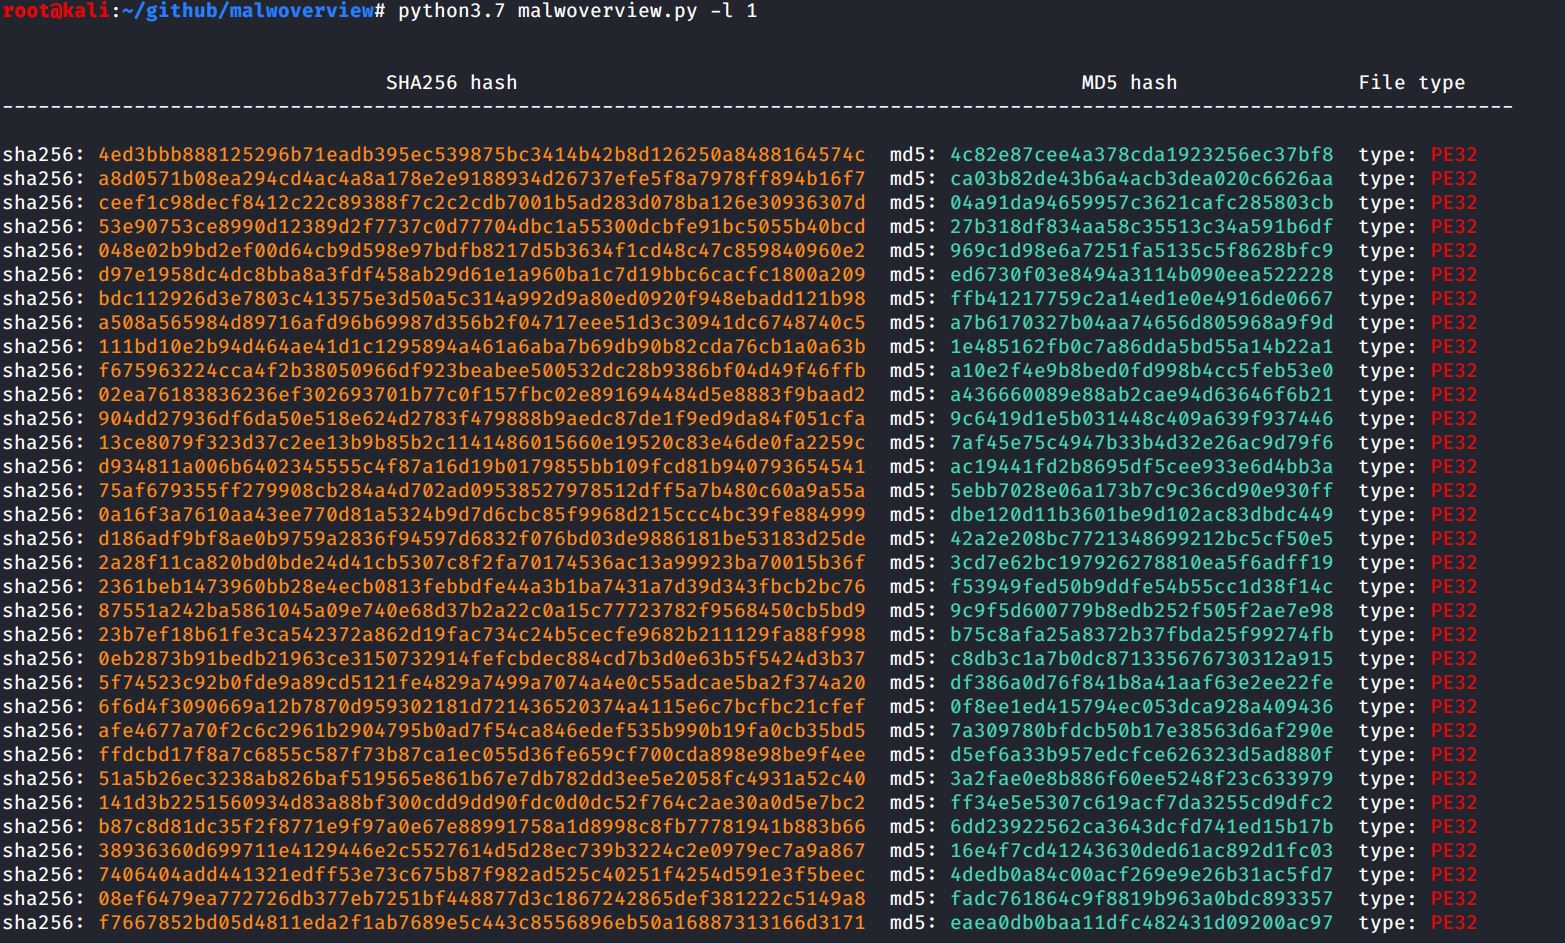 root@kali:~/github/malwoverview# python3.7 malwoverview.py -l 1
SHA256 hash MD5 hash File type
---------------------------------------------------------------------------------------------------------------------------------
sha256: 4ed3bbb888125296b71eadb395ec539875bc3414b42b8d126250a8488164574c md5: 4c82e87cee4a378cda1923256ec37bf8 type: PE32
sha256: a8d0571b08ea294cd4ac4a8a178e2e9188934d26737efe5f8a7978ff894b16f7 md5: ca03b82de43b6a4acb3dea020c6626aa type: PE32
sha256: ceef1c98decf8412c22c89388f7c2c2cdb7001b5ad283d078ba126e30936307d md5: 04a91da94659957c3621cafc285803cb type: PE32
sha256: 53e90753ce8990d12389d2f7737c0d77704dbc1a55300dcbfe91bc5055b40bcd md5: 27b318df834aa58c35513c34a591b6df type: PE32
sha256: 048e02b9bd2ef00d64cb9d598e97bdfb8217d5b3634f1cd48c47c859840960e2 md5: 969c1d98e6a7251fa5135c5f8628bfc9 type: PE32
sha256: d97e1958dc4dc8bba8a3fdf458ab29d61e1a960ba1c7d19bbc6cacfc1800a209 md5: ed6730f03e8494a3114b090eea522228 type: PE32
sha256: bdc112926d3e7803c413575e3d50a5c314a992d9a80ed0920f948ebadd121b98 md5: ffb41217759c2a14ed1e0e4916de0667 type: PE32
sha256: a508a565984d89716afd96b69987d356b2f04717eee51d3c30941dc6748740c5 md5: a7b6170327b04aa74656d805968a9f9d type: PE32
sha256: 111bd10e2b94d464ae41d1c1295894a461a6aba7b69db90b82cda76cb1a0a63b md5: 1e485162fb0c7a86dda5bd55a14b22a1 type: PE32
sha256: f675963224cca4f2b38050966df923beabee500532dc28b9386bf04d49f46ffb md5: a10e2f4e9b8bed0fd998b4cc5feb53e0 type: PE32
sha256: 02ea76183836236ef302693701b77c0f157fbc02e891694484d5e8883f9baad2 md5: a436660089e88ab2cae94d63646f6b21 type: PE32
sha256: 904dd27936df6da50e518e624d2783f479888b9aedc87de1f9ed9da84f051cfa md5: 9c6419d1e5b031448c409a639f937446 type: PE32
sha256: 13ce8079f323d37c2ee13b9b85b2c1141486015660e19520c83e46de0fa2259c md5: 7af45e75c4947b33b4d32e26ac9d79f6 type: PE32
sha256: d934811a006b6402345555c4f87a16d19b0179855bb109fcd81b940793654541 md5: ac19441fd2b8695df5cee933e6d4bb3a type: PE32
sha256: 75af679355ff279908cb284a4d702ad09538527978512dff5a7b480c60a9a55a md5: 5ebb7028e06a173b7c9c36cd90e930ff type: PE32
sha256: 0a16f3a7610aa43ee770d81a5324b9d7d6cbc85f9968d215ccc4bc39fe884999 md5: dbe120d11b3601be9d102ac83dbdc449 type: PE32
sha256: d186adf9bf8ae0b9759a2836f94597d6832f076bd03de9886181be53183d25de md5: 42a2e208bc7721348699212bc5cf50e5 type: PE32
sha256: 2a28f11ca820bd0bde24d41cb5307c8f2fa70174536ac13a99923ba70015b36f md5: 3cd7e62bc197926278810ea5f6adff19 type: PE32
sha256: 2361beb1473960bb28e4ecb0813febbdfe44a3b1ba7431a7d39d343fbcb2bc76 md5: f53949fed50b9ddfe54b55cc1d38f14c type: PE32
sha256: 87551a242ba5861045a09e740e68d37b2a22c0a15c77723782f9568450cb5bd9 md5: 9c9f5d600779b8edb252f505f2ae7e98 type: PE32
sha256: 23b7ef18b61fe3ca542372a862d19fac734c24b5cecfe9682b211129fa88f998 md5: b75c8afa25a8372b37fbda25f99274fb type: PE32
sha256: 0eb2873b91bedb21963ce3150732914fefcbdec884cd7b3d0e63b5f5424d3b37 md5: c8db3c1a7b0dc871335676730312a915 type: PE32
sha256: 5f74523c92b0fde9a89cd5121fe4829a7499a7074a4e0c55adcae5ba2f374a20 md5: df386a0d76f841b8a41aaf63e2ee22fe type: PE32
sha256: 6f6d4f3090669a12b7870d959302181d721436520374a4115e6c7bcfbc21cfef md5: 0f8ee1ed415794ec053dca928a409436 type: PE32
sha256: afe4677a70f2c6c2961b2904795b0ad7f54ca846edef535b990b19fa0cb35bd5 md5: 7a309780bfdcb50b17e38563d6af290e type: PE32
sha256: ffdcbd17f8a7c6855c587f73b87ca1ec055d36fe659cf700cda898e98be9f4ee md5: d5ef6a33b957edcfce626323d5ad880f type: PE32
sha256: 51a5b26ec3238ab826baf519565e861b67e7db782dd3ee5e2058fc4931a52c40 md5: 3a2fae0e8b886f60ee5248f23c633979 type: PE32
sha256: 141d3b2251560934d83a88bf300cdd9dd90fdc0d0dc52f764c2ae30a0d5e7bc2 md5: ff34e5e5307c619acf7da3255cd9dfc2 type: PE32
sha256: b87c8d81dc35f2f8771e9f97a0e67e88991758a1d8998c8fb77781941b883b66 md5: 6dd23922562ca3643dcfd741ed15b17b type: PE32
sha256: 38936360d699711e4129446e2c5527614d5d28ec739b3224c2e0979ec7a9a867 md5: 16e4f7cd41243630ded61ac892d1fc03 type: PE32
sha256: 7406404add441321edff53e73c675b87f982ad525c40251f4254d591e3f5beec md5: 4dedb0a84c00acf269e9e26b31ac5fd7 type: PE32
sha256: 08ef6479ea772726db377eb7251bf448877d3c1867242865def381222c5149a8 md5: fadc761864c9f8819b963a0bdc893357 type: PE32
sha256: f7667852bd05d4811eda2f1ab7689e5c443c8556896eb50a16887313166d3171 md5: eaea0db0baa11dfc482431d09200ac97 type: PE32